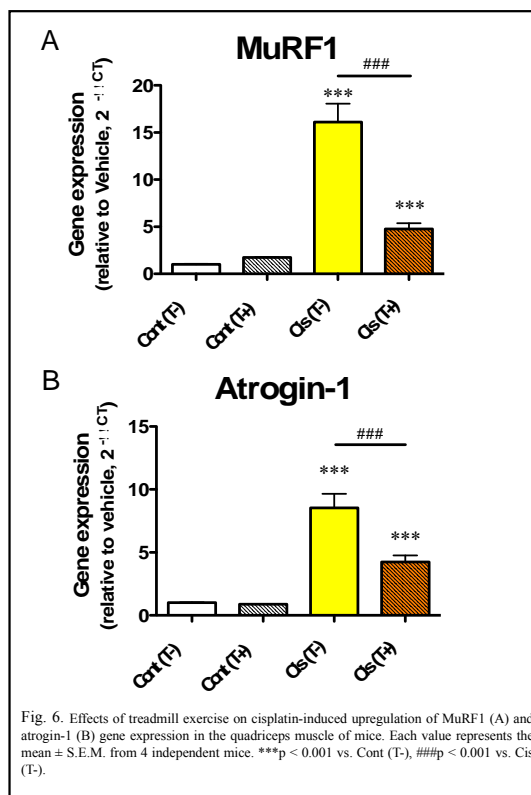 A
MuRF1
###
***
***
Gene expression
(relative to Vehicle, 2 -!!CT)
20
15
10
5
0
Cont (T-)
Cont (T+)
Cis (T-)
Cis (T+)
B
Atrogin-1
###
***
***
Gene expression
(relative to vehicle, 2 -!!CT)
15
10
5
0
Cont (T-)
Cont (T+)
Cis (T-)
Cis (T+)
Fig. 6. Effects of treadmill exercise on cisplatin-induced upregulation of MuRF1 (A) and
atrogin-1 (B) gene expression in the quadriceps muscle of mice. Each value represents the
mean ± S.E.M. from 4 independent mice. ***p < 0.001 vs. Cont (T-), ###p < 0.001 vs. Cis
(T-).